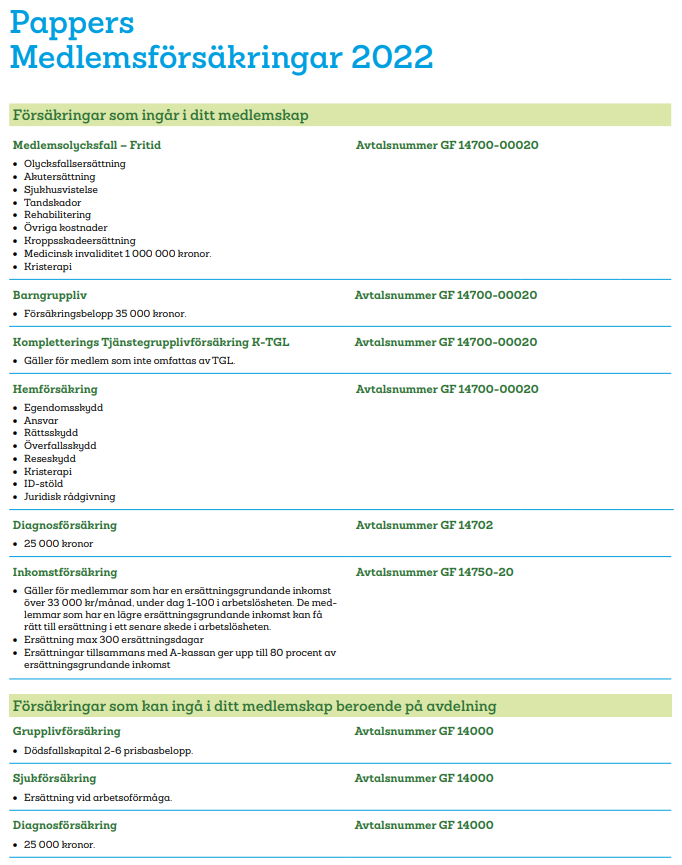 Pappers
Medlemsförsäkringar 2022
Försäkringar som ingår i ditt medlemskap
Medlemsolycksfall – Fritid Avtalsnummer GF 14700-00020
• Olycksfallsersättning
• Akutersättning
• Sjukhusvistelse
• Tandskador
• Rehabilitering
• Övriga kostnader
• Kroppsskadeersättning
• Medicinsk invaliditet 1 000 000 kronor.
• Kristerapi
Barngruppliv Avtalsnummer GF 14700-00020
• Försäkringsbelopp 35 000 kronor.
Kompletterings Tjänstegrupplivförsäkring K-TGL Avtalsnummer GF 14700-00020
• Gäller för medlem som inte omfattas av TGL.
Hemförsäkring Avtalsnummer GF 14700-00020
• Egendomsskydd
• Ansvar
• Rättsskydd
• Överfallsskydd
• Reseskydd
• Kristerapi
• ID-stöld
• Juridisk rådgivning
Diagnosförsäkring Avtalsnummer GF 14702
• 25 000 kronor
Inkomstförsäkring Avtalsnummer GF 14750-20
• Gäller för medlemmar som har en ersättningsgrundande inkomst
över 33 000 kr/månad, under dag 1-100 i arbetslösheten. De med-
lemmar som har en lägre ersättningsgrundande inkomst kan få
rätt till ersättning i ett senare skede i arbetslösheten.
• Ersättning max 300 ersättningsdagar
• Ersättningar tillsammans med A-kassan ger upp till 80 procent av
ersättningsgrundande inkomst
Försäkringar som kan ingå i ditt medlemskap beroende på avdelning
Grupplivförsäkring Avtalsnummer GF 14000
• Dödsfallskapital 2-6 prisbasbelopp.
Sjukförsäkring Avtalsnummer GF 14000
• Ersättning vid arbetsoförmåga.
Diagnosförsäkring Avtalsnummer GF 14000
• 25 000 kronor.